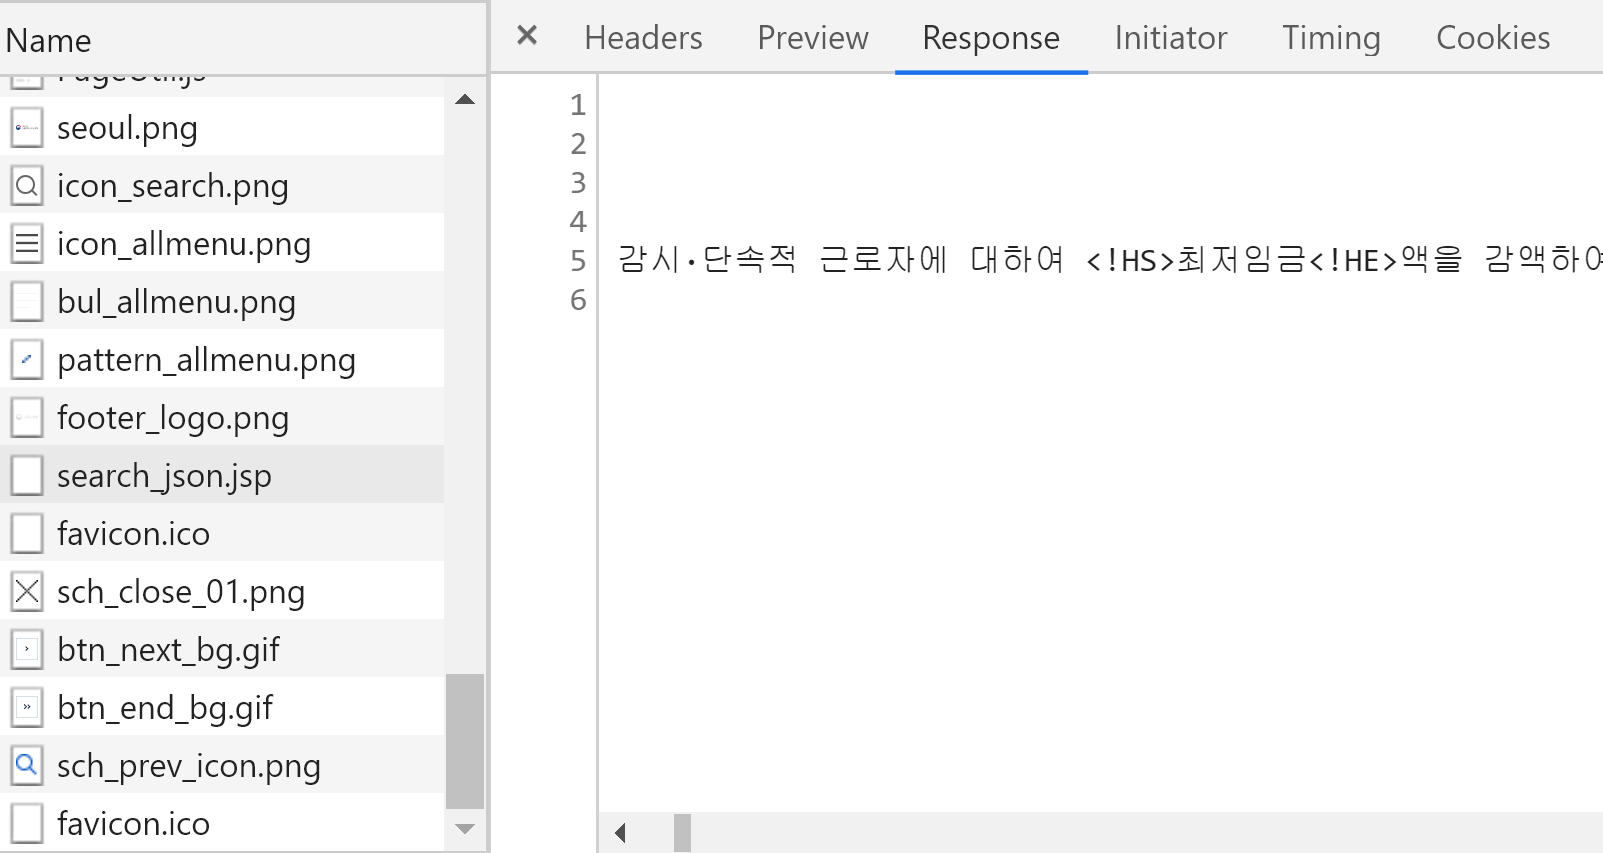 Name
PageUtil.js
seoul.png
icon_search.png
icon_allmenu.png
bul_allmenu.png
pattern_allmenu.png
footer_logo.png
search_json.jsp
favicon.ico
sch_close_01.png
btn_next_bg.gif
btn_end_bg.gif
sch_prev_icon.png
favicon.ico
Headers Preview Response Initiator Timing Cookies
1
2
3
4
5 감시·단속적 근로자에 대하여 <!HS>최저임금<!HE>액을 감액하여
6